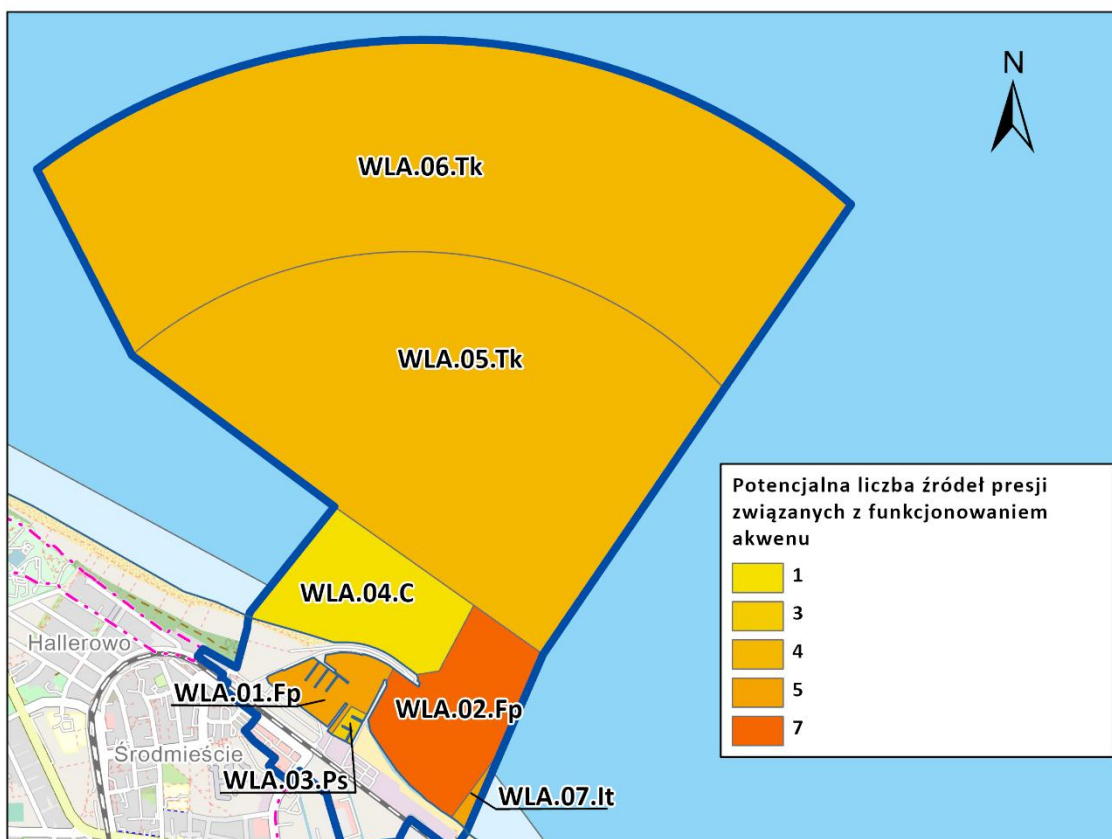 N
WLA.06.Tk
WLA.05.Tk
Potencjalna liczba źródeł presji
związanych z funkcjonowaniem
akwenu
1
3
4
5
7
WLA.04.C
Hallerowo
WLA.01.Fp
WLA.02.Fp
Śródmieście
WLA.03.Ps
WLA.07.It